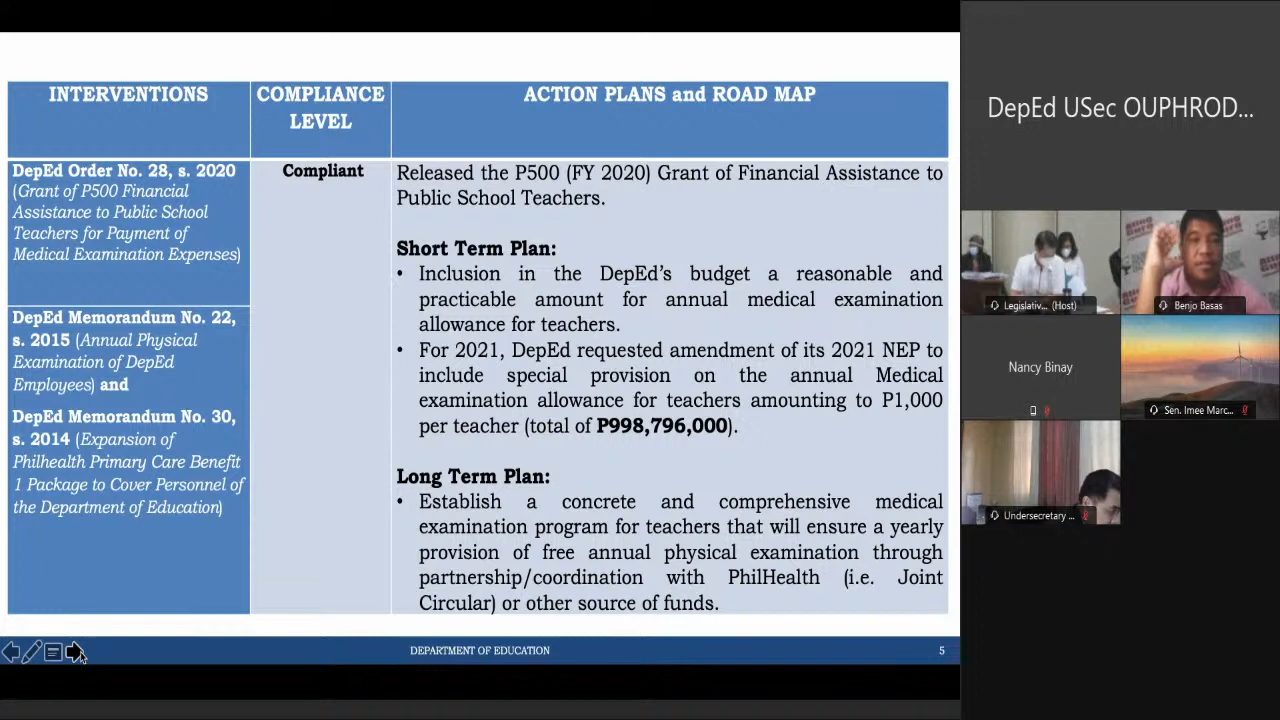 INTERVENTIONS
COMPLIANCE
LEVEL
ACTION PLANS and ROAD MAP
DepEd Order No. 28, s. 2020
(Grant of P500 Financial
Assistance to Public School
Teachers for Payment of
Medical Examination Expenses)
DepEd Memorandum No. 22,
s. 2015 (Annual Physical
Examination of DepEd
Employees) and
DepEd Memorandum No. 30,
s. 2014 (Expansion of
Philhealth Primary Care Benefit
1 Package to Cover Personnel of
the Department of Education)
Compliant
Released the P500 (FY 2020) Grant of Financial Assistance to
Public School Teachers.
Short Term Plan:
• Inclusion in the DepEd's budget a reasonable and
practicable amount for annual medical examination
allowance for teachers.
• For 2021, DepEd requested amendment of its 2021 NEP to
include special provision on the annual Medical
examination allowance for teachers amounting to P1,000
per teacher (total of P998,796,000).
Long Term Plan:
• Establish a concrete and comprehensive medical
examination program for teachers that will ensure a yearly
provision of free annual physical examination through
partnership/coordination with PhilHealth (i.e. Joint
Circular) or other source of funds.
DEPARTMENT OF EDUCATION
5
DepEd USec OUPHROD...
Legislativ... (Host)
Benjo Basas
Nancy Binay
Sen. Imee Marc...
Undersecretary ...